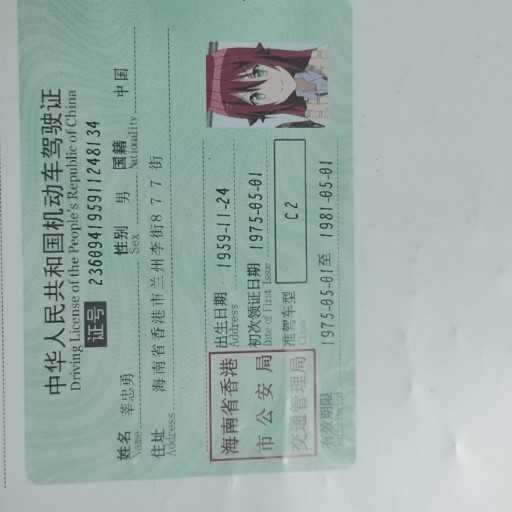 中华人民共和国机动车驾驶证
Driving License of the People's Republic of China
证号 236094195911248134
姓名 莘忠勇 性别 男 国籍 中国
Name Sex Nationality
住址 海南省香港市兰州李街877街
Address
出生日期 1959-11-24
Address
初次领证日期 1975-05-01
Date of First Issue
准驾车型 C2
Class
有效期限 1975-05-01至 1981-05-01
海南省香港
市公安局
交通管理局